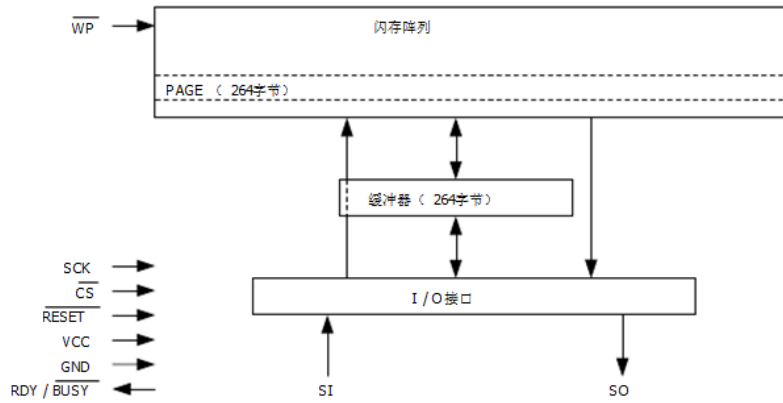 WP
闪存阵列
PAGE （ 264字节）
缓冲器（ 264字节）
SCK
CS
I / O接口
RESET
VCC
GND
RDY / BUSY
SI
SO